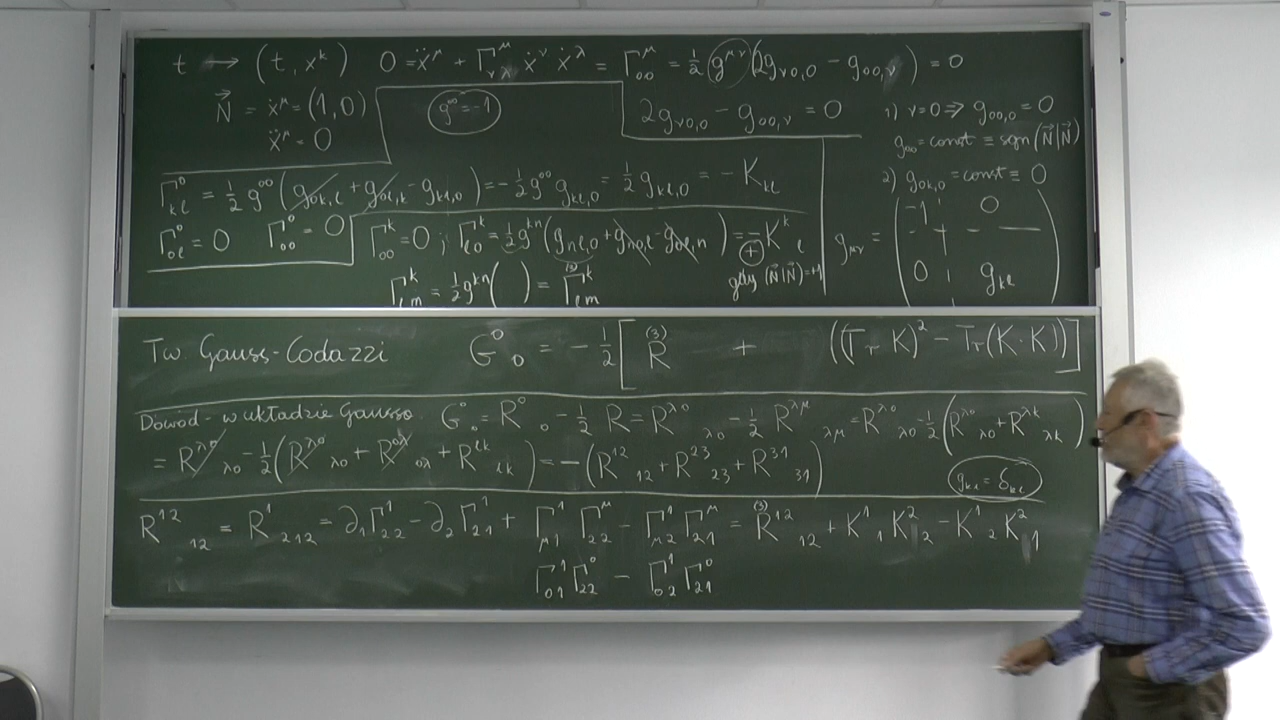 t → (t, x^k)   0 = ẍ^μ + Γ^μ_{νλ} ẋ^ν ẋ^λ = Γ^μ_{00} = ½ g^{μν}(2g_{ν0,0} − g_{00,ν}) = 0
N⃗ = ẋ^μ = (1,0)   g^{00} = −1   2g_{ν0,0} − g_{00,ν} = 0   1) ν=0 ⇒ g_{00,0} = 0
ẍ^μ = 0   g_{00} = const ≡ sgn(N⃗|N⃗)
Γ^0_{kl} = ½ g^{00}(g_{0k,l} + g_{0l,k} − g_{kl,0}) = −½ g^{00} g_{kl,0} = ½ g_{kl,0} = −K_{kl}   2) g_{0k,0} = const ≡ 0
Γ^0_{0l} = 0   Γ^0_{00} = 0   Γ^k_{00} = 0 ; Γ^k_{l0} = ½ g^{kn}(g_{nl,0} + g_{n0,l} − g_{0l,n}) = −K^k_l   g_{μν} = ( −1 0 / 0 g_{kl} )
Γ^k_{lm} = ½ g^{kn}( ) = ^{(3)}Γ^k_{lm}   + gdy (N⃗|N⃗) = +1
Tw. Gauss-Codazzi   G^0_0 = −½ [ ^{(3)}R + ((Tr K)² − Tr(K·K)) ]
Dowód - w układzie Gaussa   G^0_0 = R^0_0 − ½ R = R^{λ0}_{λ0} − ½ R^{λμ}_{λμ} = R^{λ0}_{λ0} − ½ (R^{λ0}_{λ0} + R^{λk}_{λk})
= R^{λ0}_{λ0} − ½ (R^{λ0}_{λ0} + R^{0λ}_{0λ} + R^{lk}_{lk}) = −(R^{12}_{12} + R^{23}_{23} + R^{31}_{31})   g_{kl} = δ_{kl}
R^{12}_{12} = R^1_{212} = ∂_1 Γ^1_{22} − ∂_2 Γ^1_{21} + Γ^1_{μ1} Γ^μ_{22} − Γ^1_{μ2} Γ^μ_{21} = ^{(3)}R^{12}_{12} + K^1_1 K^2_2 − K^1_2 K^2_1
Γ^1_{01} Γ^0_{22} − Γ^1_{02} Γ^0_{21}